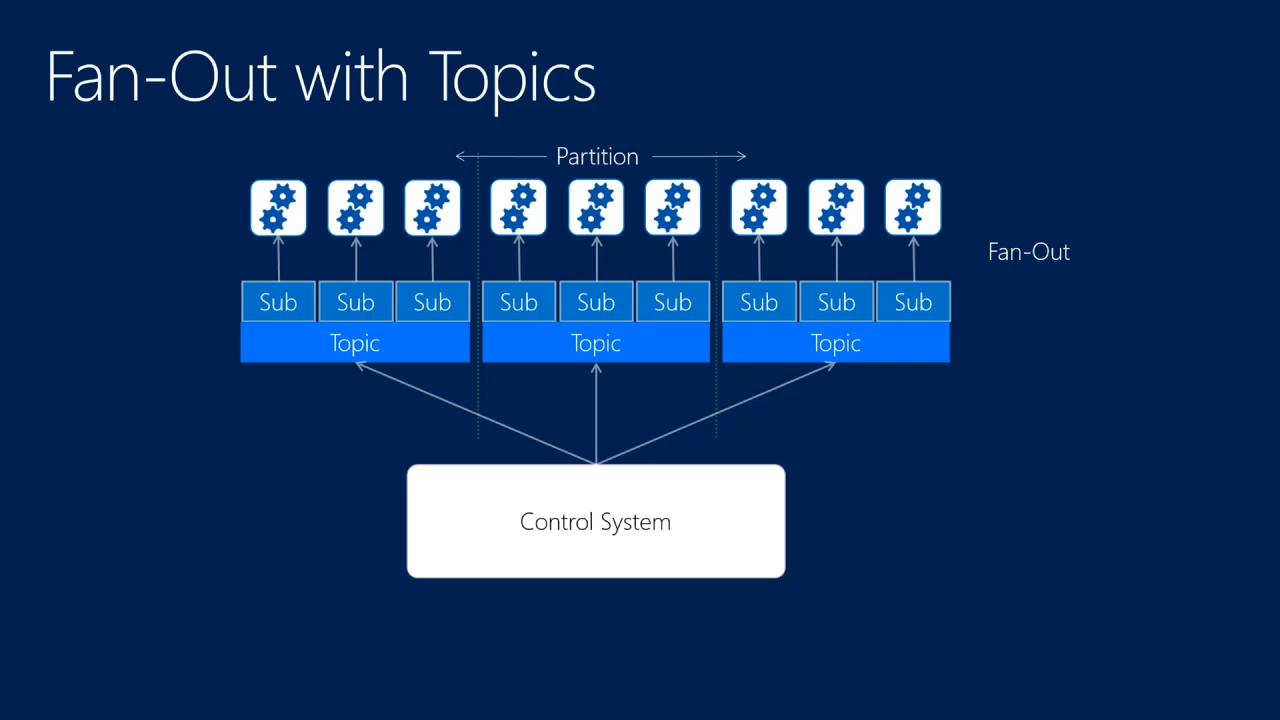 Fan-Out with Topics
Partition
Fan-Out
Sub Sub Sub Sub Sub Sub Sub Sub Sub
Topic Topic Topic
Control System